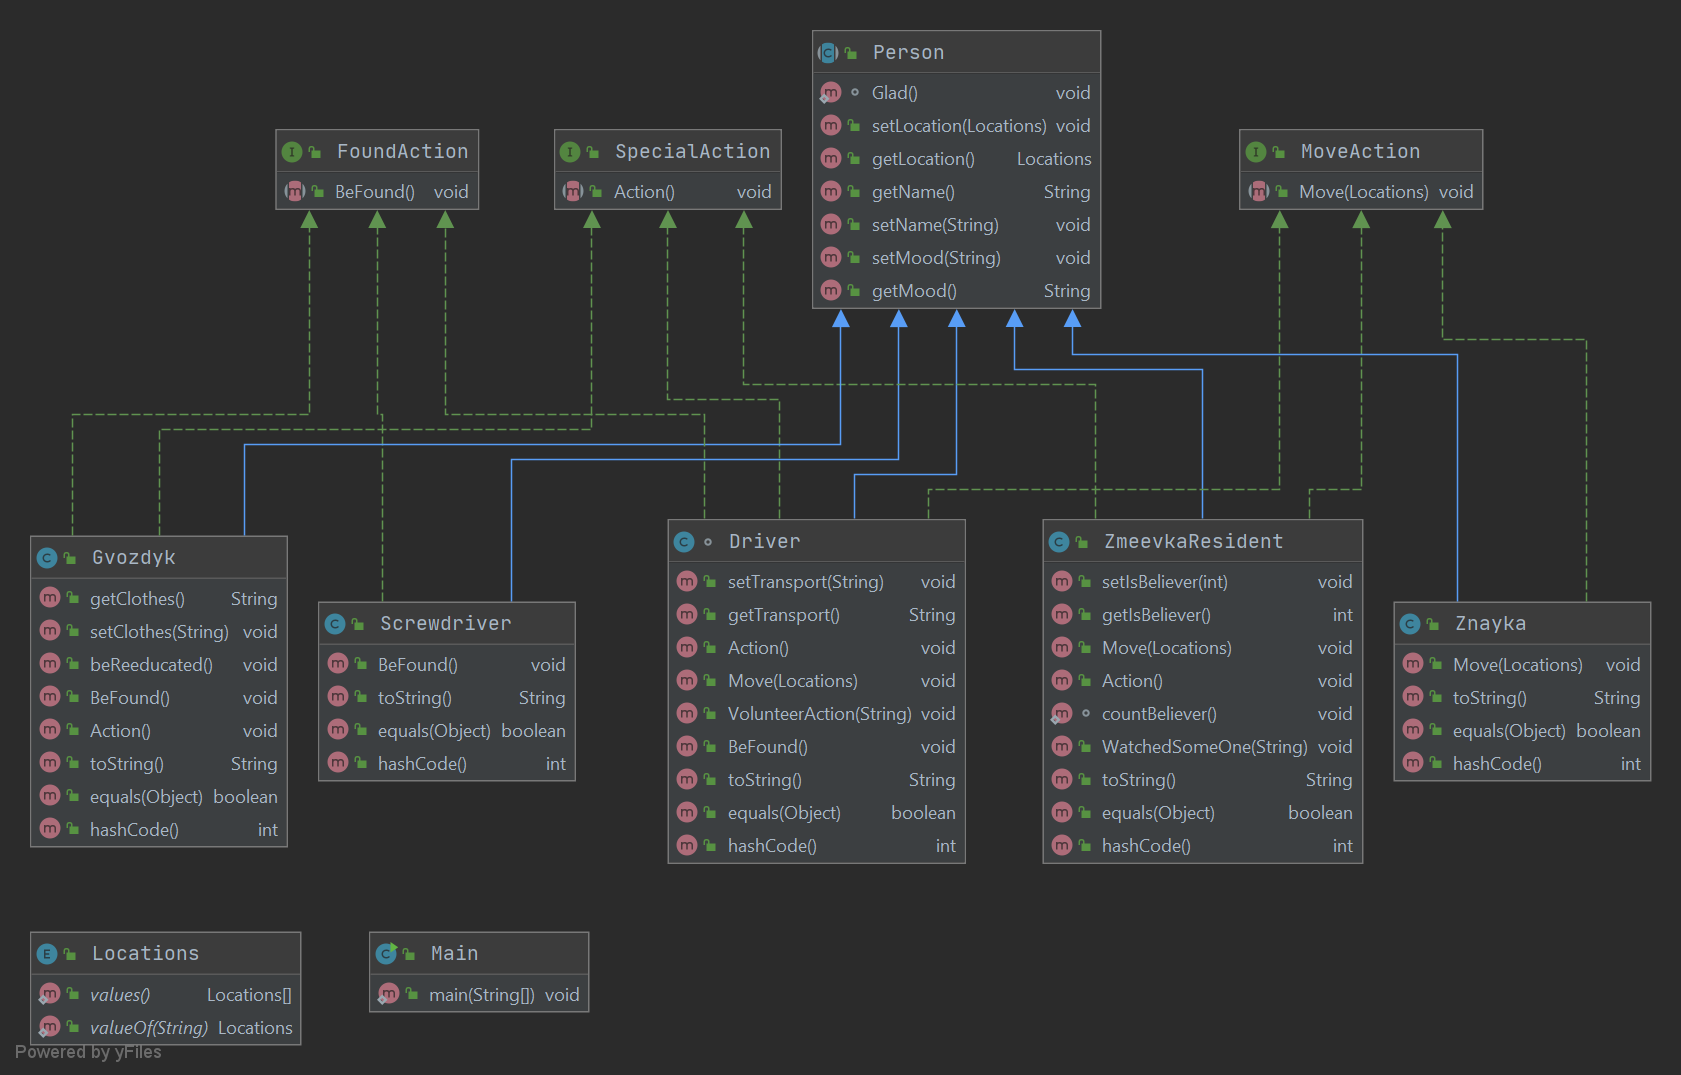 Person
Glad() void
setLocation(Locations) void
getLocation() Locations
getName() String
setName(String) void
setMood(String) void
getMood() String
FoundAction
BeFound() void
SpecialAction
Action() void
MoveAction
Move(Locations) void
Gvozdyk
getClothes() String
setClothes(String) void
beReeducated() void
BeFound() void
Action() void
toString() String
equals(Object) boolean
hashCode() int
Screwdriver
BeFound() void
toString() String
equals(Object) boolean
hashCode() int
Driver
setTransport(String) void
getTransport() String
Action() void
Move(Locations) void
VolunteerAction(String) void
BeFound() void
toString() String
equals(Object) boolean
hashCode() int
ZmeevkaResident
setIsBeliever(int) void
getIsBeliever() int
Move(Locations) void
Action() void
countBeliever() void
WatchedSomeOne(String) void
toString() String
equals(Object) boolean
hashCode() int
Znayka
Move(Locations) void
toString() String
equals(Object) boolean
hashCode() int
Locations
values() Locations[]
valueOf(String) Locations
Main
main(String[]) void
Powered by yFiles